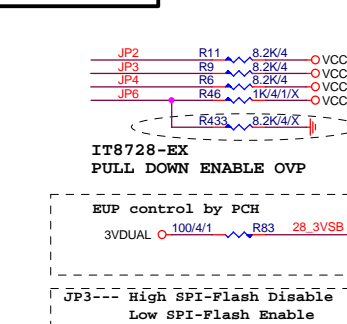 JP2 R11 8.2K/4 VCC
JP3 R9 8.2K/4 VCC
JP4 R6 8.2K/4 VCC
JP6 R46 1K/4/1/X VCC
R433 8.2K/4/X
IT8728-EX
PULL DOWN ENABLE OVP
EUP control by PCH
3VDUAL 100/4/1 R83 28_3VSB
JP3--- High SPI-Flash Disable
Low SPI-Flash Enable